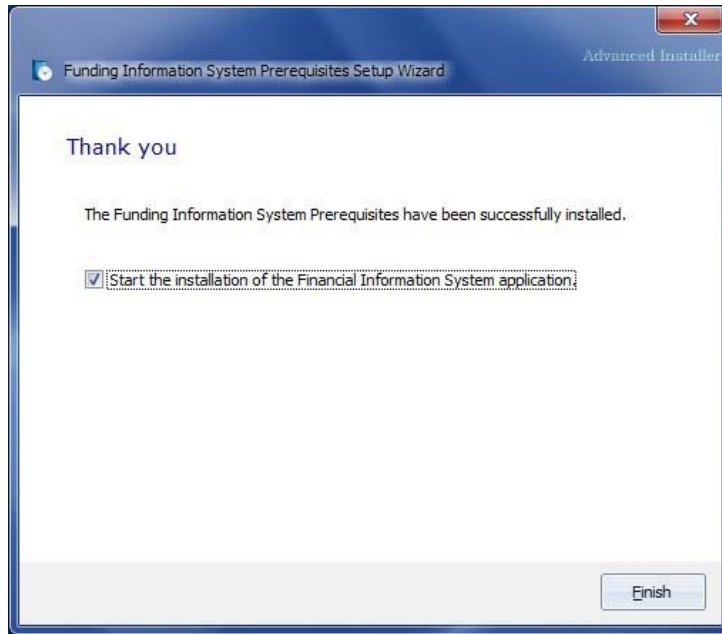 Advanced Installer
Funding Information System Prerequisites Setup Wizard
Thank you
The Funding Information System Prerequisites have been successfully installed.
Start the installation of the Financial Information System application.
Finish